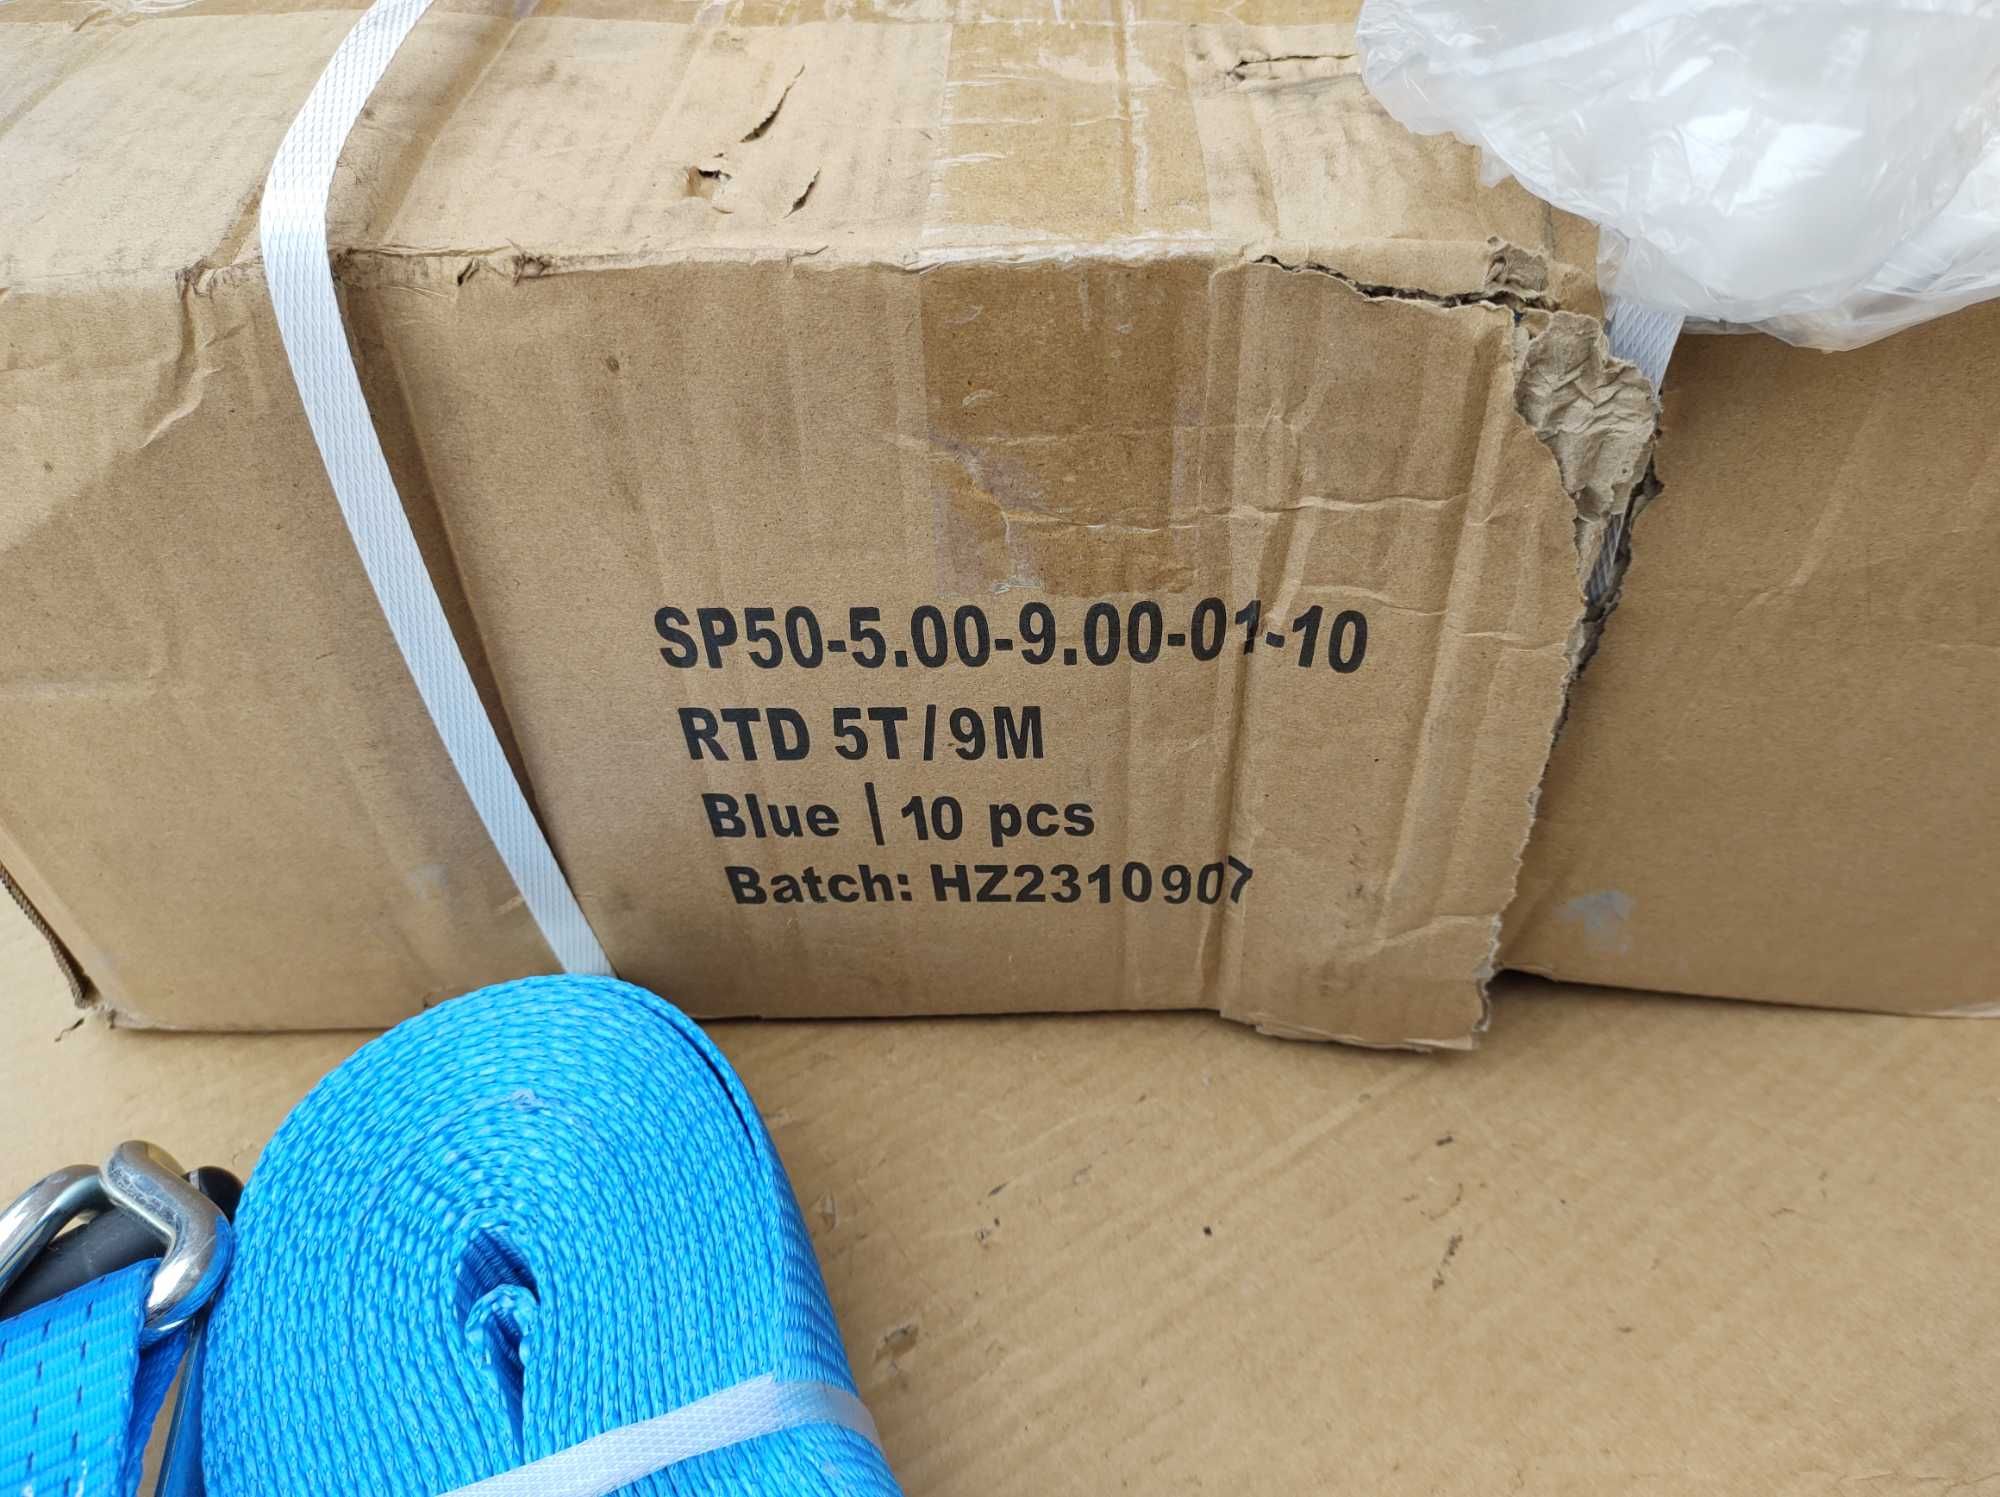 SP50-5.00-9.00-01-10
RTD 5T/9M
Blue | 10 pcs
Batch: HZ2310907